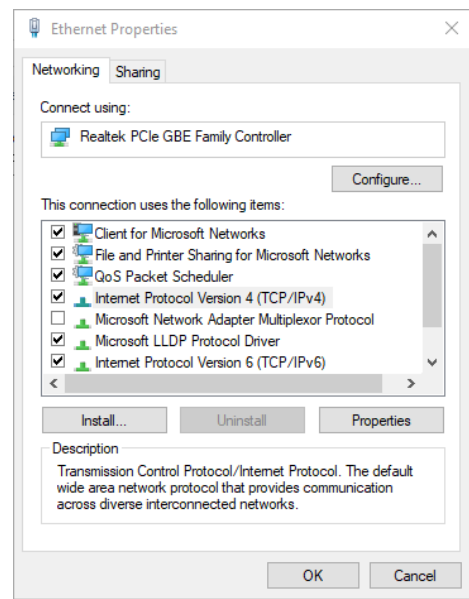 Ethernet Properties
Networking
Sharing
Connect using:
Realtek PCIe GBE Family Controller
Configure...
This connection uses the following items:
Client for Microsoft Networks
File and Printer Sharing for Microsoft Networks
QoS Packet Scheduler
Internet Protocol Version 4 (TCP/IPv4)
Microsoft Network Adapter Multiplexor Protocol
Microsoft LLDP Protocol Driver
Internet Protocol Version 6 (TCP/IPv6)
Install...
Uninstall
Properties
Description
Transmission Control Protocol/Internet Protocol. The default
wide area network protocol that provides communication
across diverse interconnected networks.
OK
Cancel